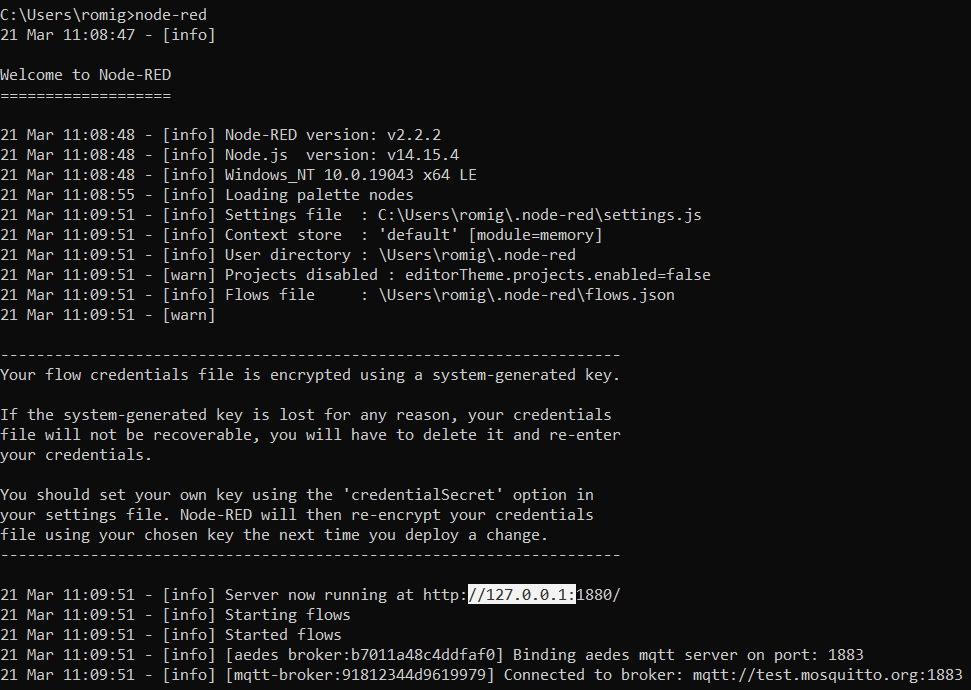 C:\Users\romig>node-red
21 Mar 11:08:47 - [info]
Welcome to Node-RED
===================
21 Mar 11:08:48 - [info] Node-RED version: v2.2.2
21 Mar 11:08:48 - [info] Node.js  version: v14.15.4
21 Mar 11:08:48 - [info] Windows_NT 10.0.19043 x64 LE
21 Mar 11:08:55 - [info] Loading palette nodes
21 Mar 11:09:51 - [info] Settings file  : C:\Users\romig\.node-red\settings.js
21 Mar 11:09:51 - [info] Context store  : 'default' [module=memory]
21 Mar 11:09:51 - [info] User directory : \Users\romig\.node-red
21 Mar 11:09:51 - [warn] Projects disabled : editorTheme.projects.enabled=false
21 Mar 11:09:51 - [info] Flows file     : \Users\romig\.node-red\flows.json
21 Mar 11:09:51 - [warn]
---------------------------------------------------------------------
Your flow credentials file is encrypted using a system-generated key.
If the system-generated key is lost for any reason, your credentials
file will not be recoverable, you will have to delete it and re-enter
your credentials.
You should set your own key using the 'credentialSecret' option in
your settings file. Node-RED will then re-encrypt your credentials
file using your chosen key the next time you deploy a change.
---------------------------------------------------------------------
21 Mar 11:09:51 - [info] Server now running at http://127.0.0.1:1880/
21 Mar 11:09:51 - [info] Starting flows
21 Mar 11:09:51 - [info] Started flows
21 Mar 11:09:51 - [info] [aedes broker:b7011a48c4ddfaf0] Binding aedes mqtt server on port: 1883
21 Mar 11:09:51 - [info] [mqtt-broker:91812344d9619979] Connected to broker: mqtt://test.mosquitto.org:1883